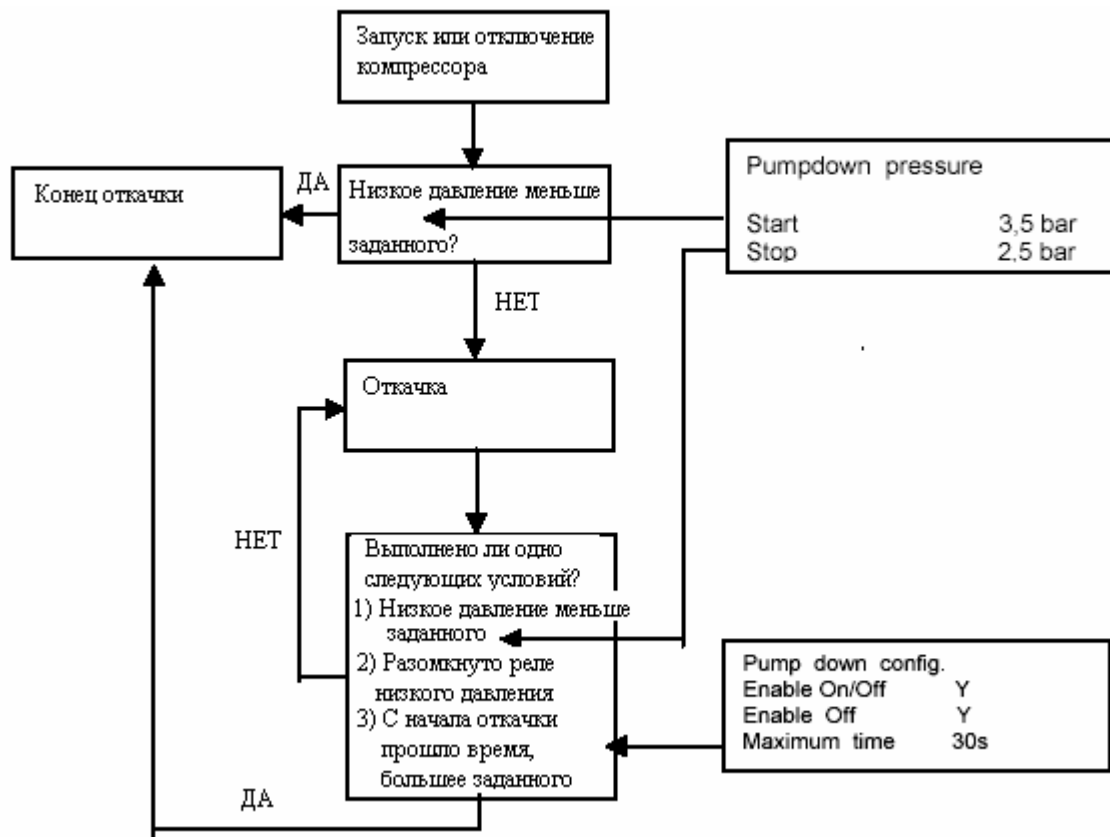 Запуск или отключение
компрессора
Конец откачки
ДА
Низкое давление меньше
заданного?
Pumpdown pressure
Start 3,5 bar
Stop 2,5 bar
НЕТ
Откачка
НЕТ
Выполнено ли одно
следующих условий?
1) Низкое давление меньше
заданного
2) Разомкнуто реле
низкого давления
3) С начала откачки
прошло время,
большее заданного
Pump down config.
Enable On/Off Y
Enable Off Y
Maximum time 30s
ДА